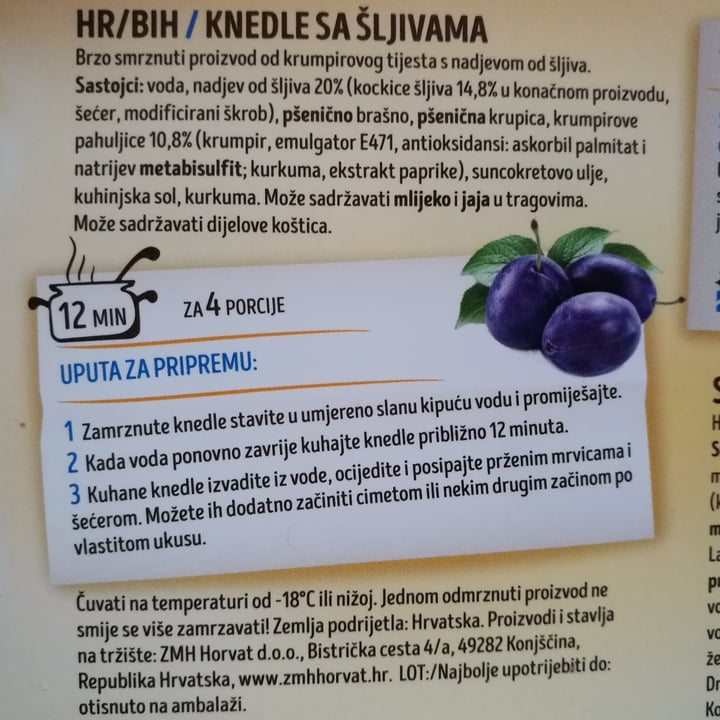 HR/BIH / KNEDLE SA ŠLJIVAMA
Brzo smrznuti proizvod od krumpirovog tijesta s nadjevom od šljiva.
Sastojci: voda, nadjev od šljiva 20% (kockice šljiva 14,8% u konačnom proizvodu,
šećer, modificirani škrob), pšenično brašno, pšenična krupica, krumpirove
pahuljice 10,8% (krumpir, emulgator E471, antioksidansi: askorbil palmitat i
natrijev metabisulfit; kurkuma, ekstrakt paprike), suncokretovo ulje,
kuhinjska sol, kurkuma. Može sadržavati mlijeko i jaja u tragovima.
Može sadržavati dijelove koštica.
12 MIN
ZA 4 PORCIJE
UPUTA ZA PRIPREMU:
1 Zamrznute knedle stavite u umjereno slanu kipuću vodu i promiješajte.
2 Kada voda ponovno zavrije kuhajte knedle približno 12 minuta.
3 Kuhane knedle izvadite iz vode, ocijedite i posipajte prženim mrvicama i
šećerom. Možete ih dodatno začiniti cimetom ili nekim drugim začinom po
vlastitom ukusu.
Čuvati na temperaturi od -18°C ili nižoj. Jednom odmrznuti proizvod ne
smije se više zamrzavati! Zemlja podrijetla: Hrvatska. Proizvodi i stavlja
na tržište: ZMH Horvat d.o.o., Bistrička cesta 4/a, 49282 Konjščina,
Republika Hrvatska, www.zmhhorvat.hr. LOT:/Najbolje upotrijebiti do:
otisnuto na ambalaži.